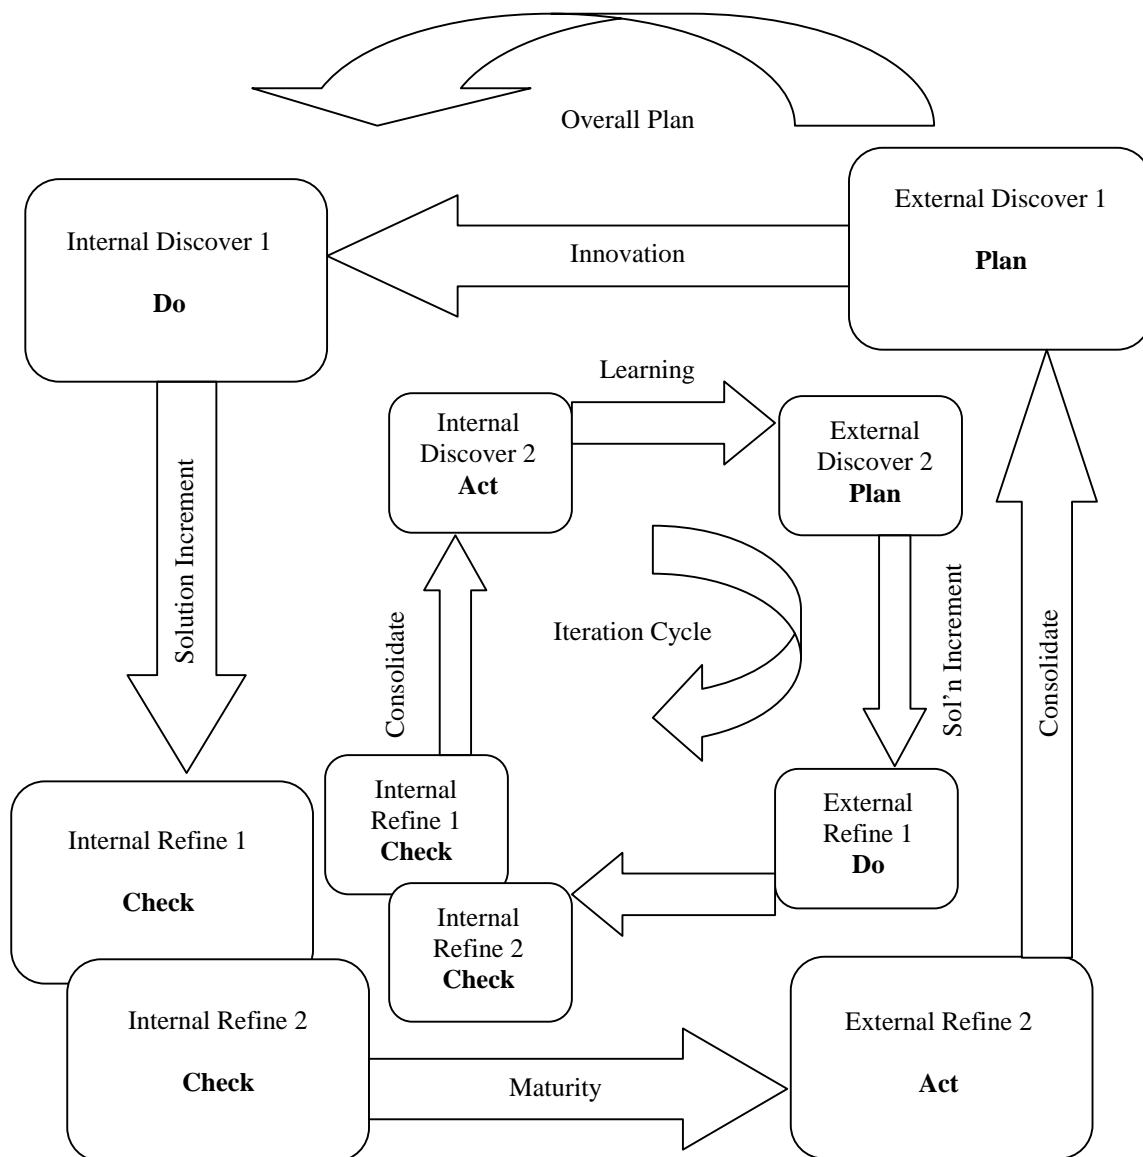 Overall Plan
External Discover 1
Plan
Internal Discover 1
Do
Innovation
Learning
Internal
Discover 2
Act
External
Discover 2
Plan
Solution Increment
Consolidate
Iteration Cycle
Sol’n Increment
Consolidate
Internal
Refine 1
Check
External
Refine 1
Do
Internal Refine 1
Check
Internal
Refine 2
Check
Internal Refine 2
Check
Maturity
External Refine 2
Act